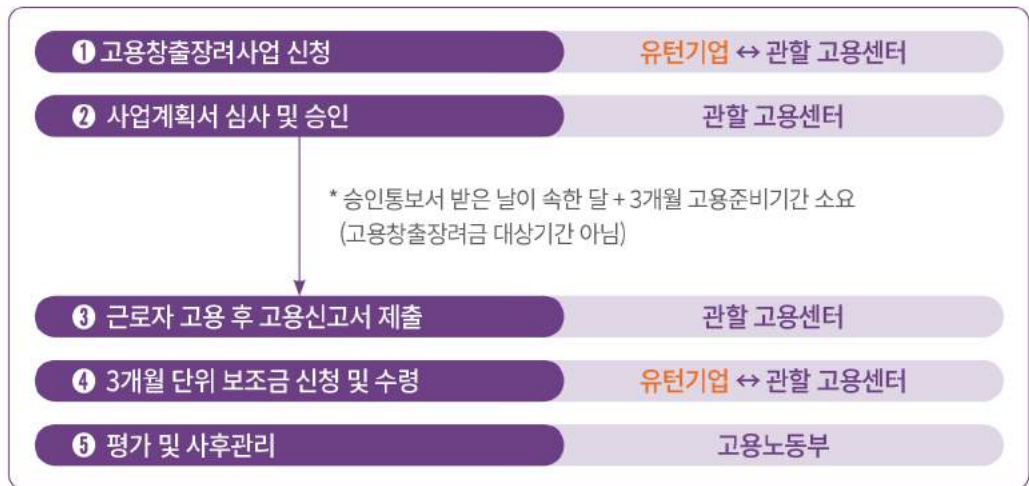 ❶ 고용창출장려사업 신청 유턴기업 ↔ 관할 고용센터
❷ 사업계획서 심사 및 승인 관할 고용센터
* 승인통보서 받은 날이 속한 달 + 3개월 고용준비기간 소요
(고용창출장려금 대상기간 아님)
❸ 근로자 고용 후 고용신고서 제출 관할 고용센터
❹ 3개월 단위 보조금 신청 및 수령 유턴기업 ↔ 관할 고용센터
❺ 평가 및 사후관리 고용노동부